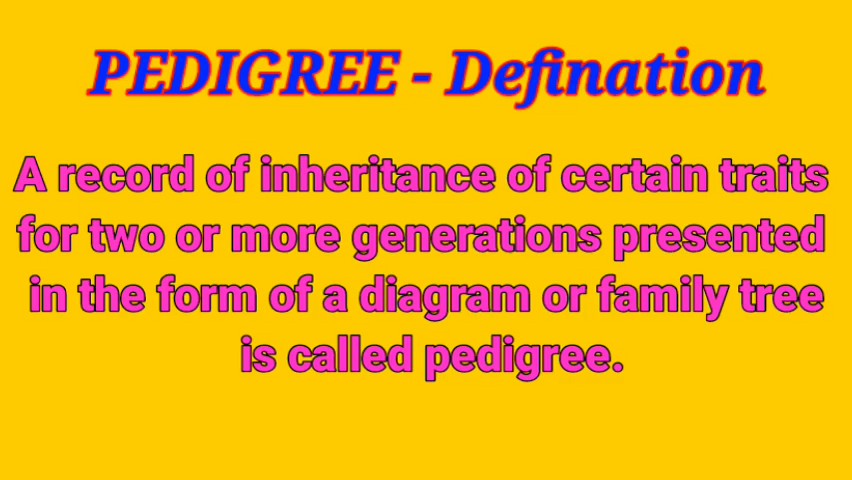 PEDIGREE - Defination
A record of inheritance of certain traits
for two or more generations presented
in the form of a diagram or family tree
is called pedigree.